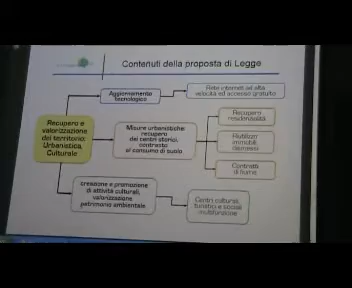 Contenuti della proposta di Legge
Aggiornamento
tecnologico
Rete internet ad alta
velocità ed accesso gratuito
Recupero e
valorizzazione
del territorio:
Urbanistica,
Culturale
Misure urbanistiche:
recupero
dei centri storici,
contrasto
al consumo di suolo
Recupero
residenzialità
Riutilizzo
immobili
dismessi
Contratti
di fiume
creazione e promozione
di attività culturali,
valorizzazione
patrimonio ambientale
Centri culturali,
turistici e sociali
multifunzione